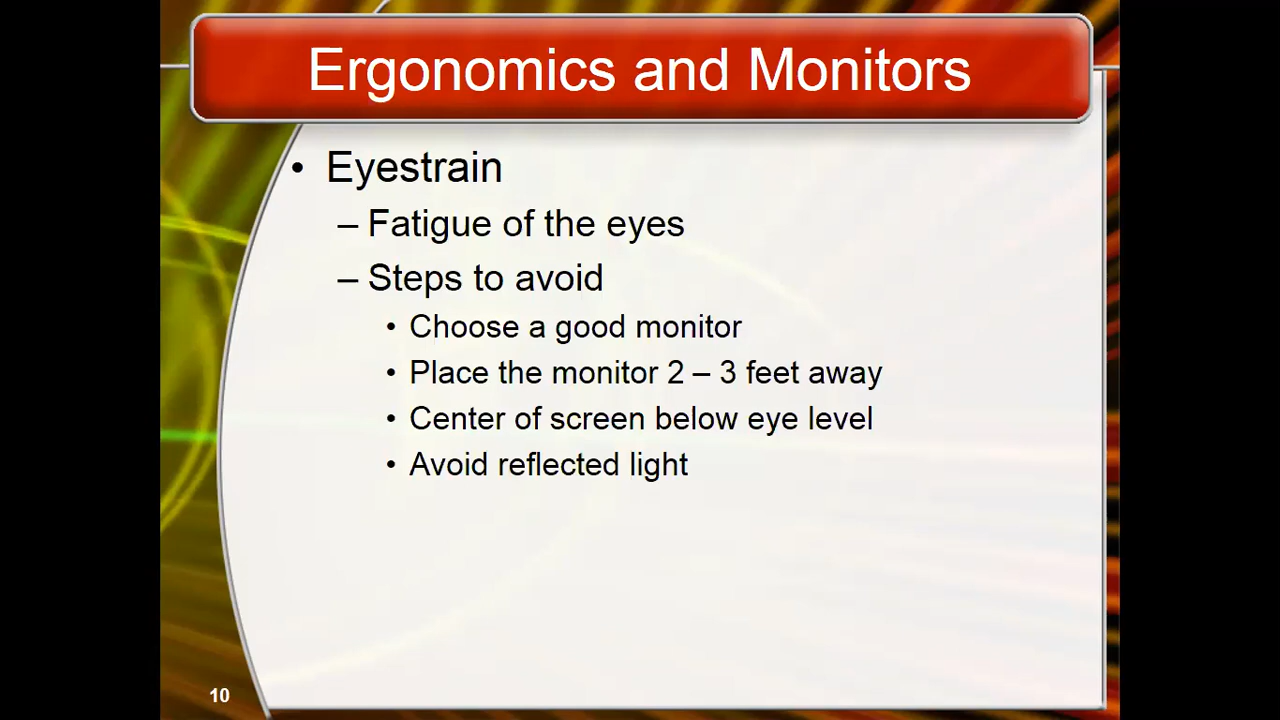 Ergonomics and Monitors
• Eyestrain
– Fatigue of the eyes
– Steps to avoid
• Choose a good monitor
• Place the monitor 2 – 3 feet away
• Center of screen below eye level
• Avoid reflected light
10